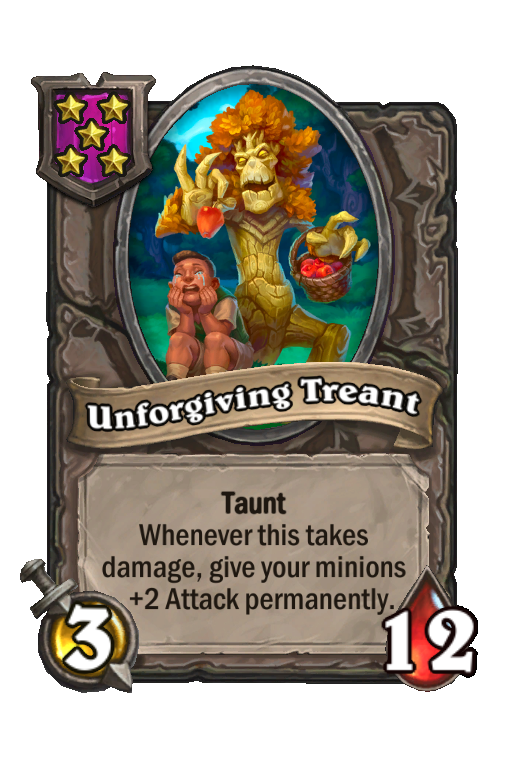 Unforgiving Treant
Taunt
Whenever this takes
damage, give your minions
+2 Attack permanently.
3
12